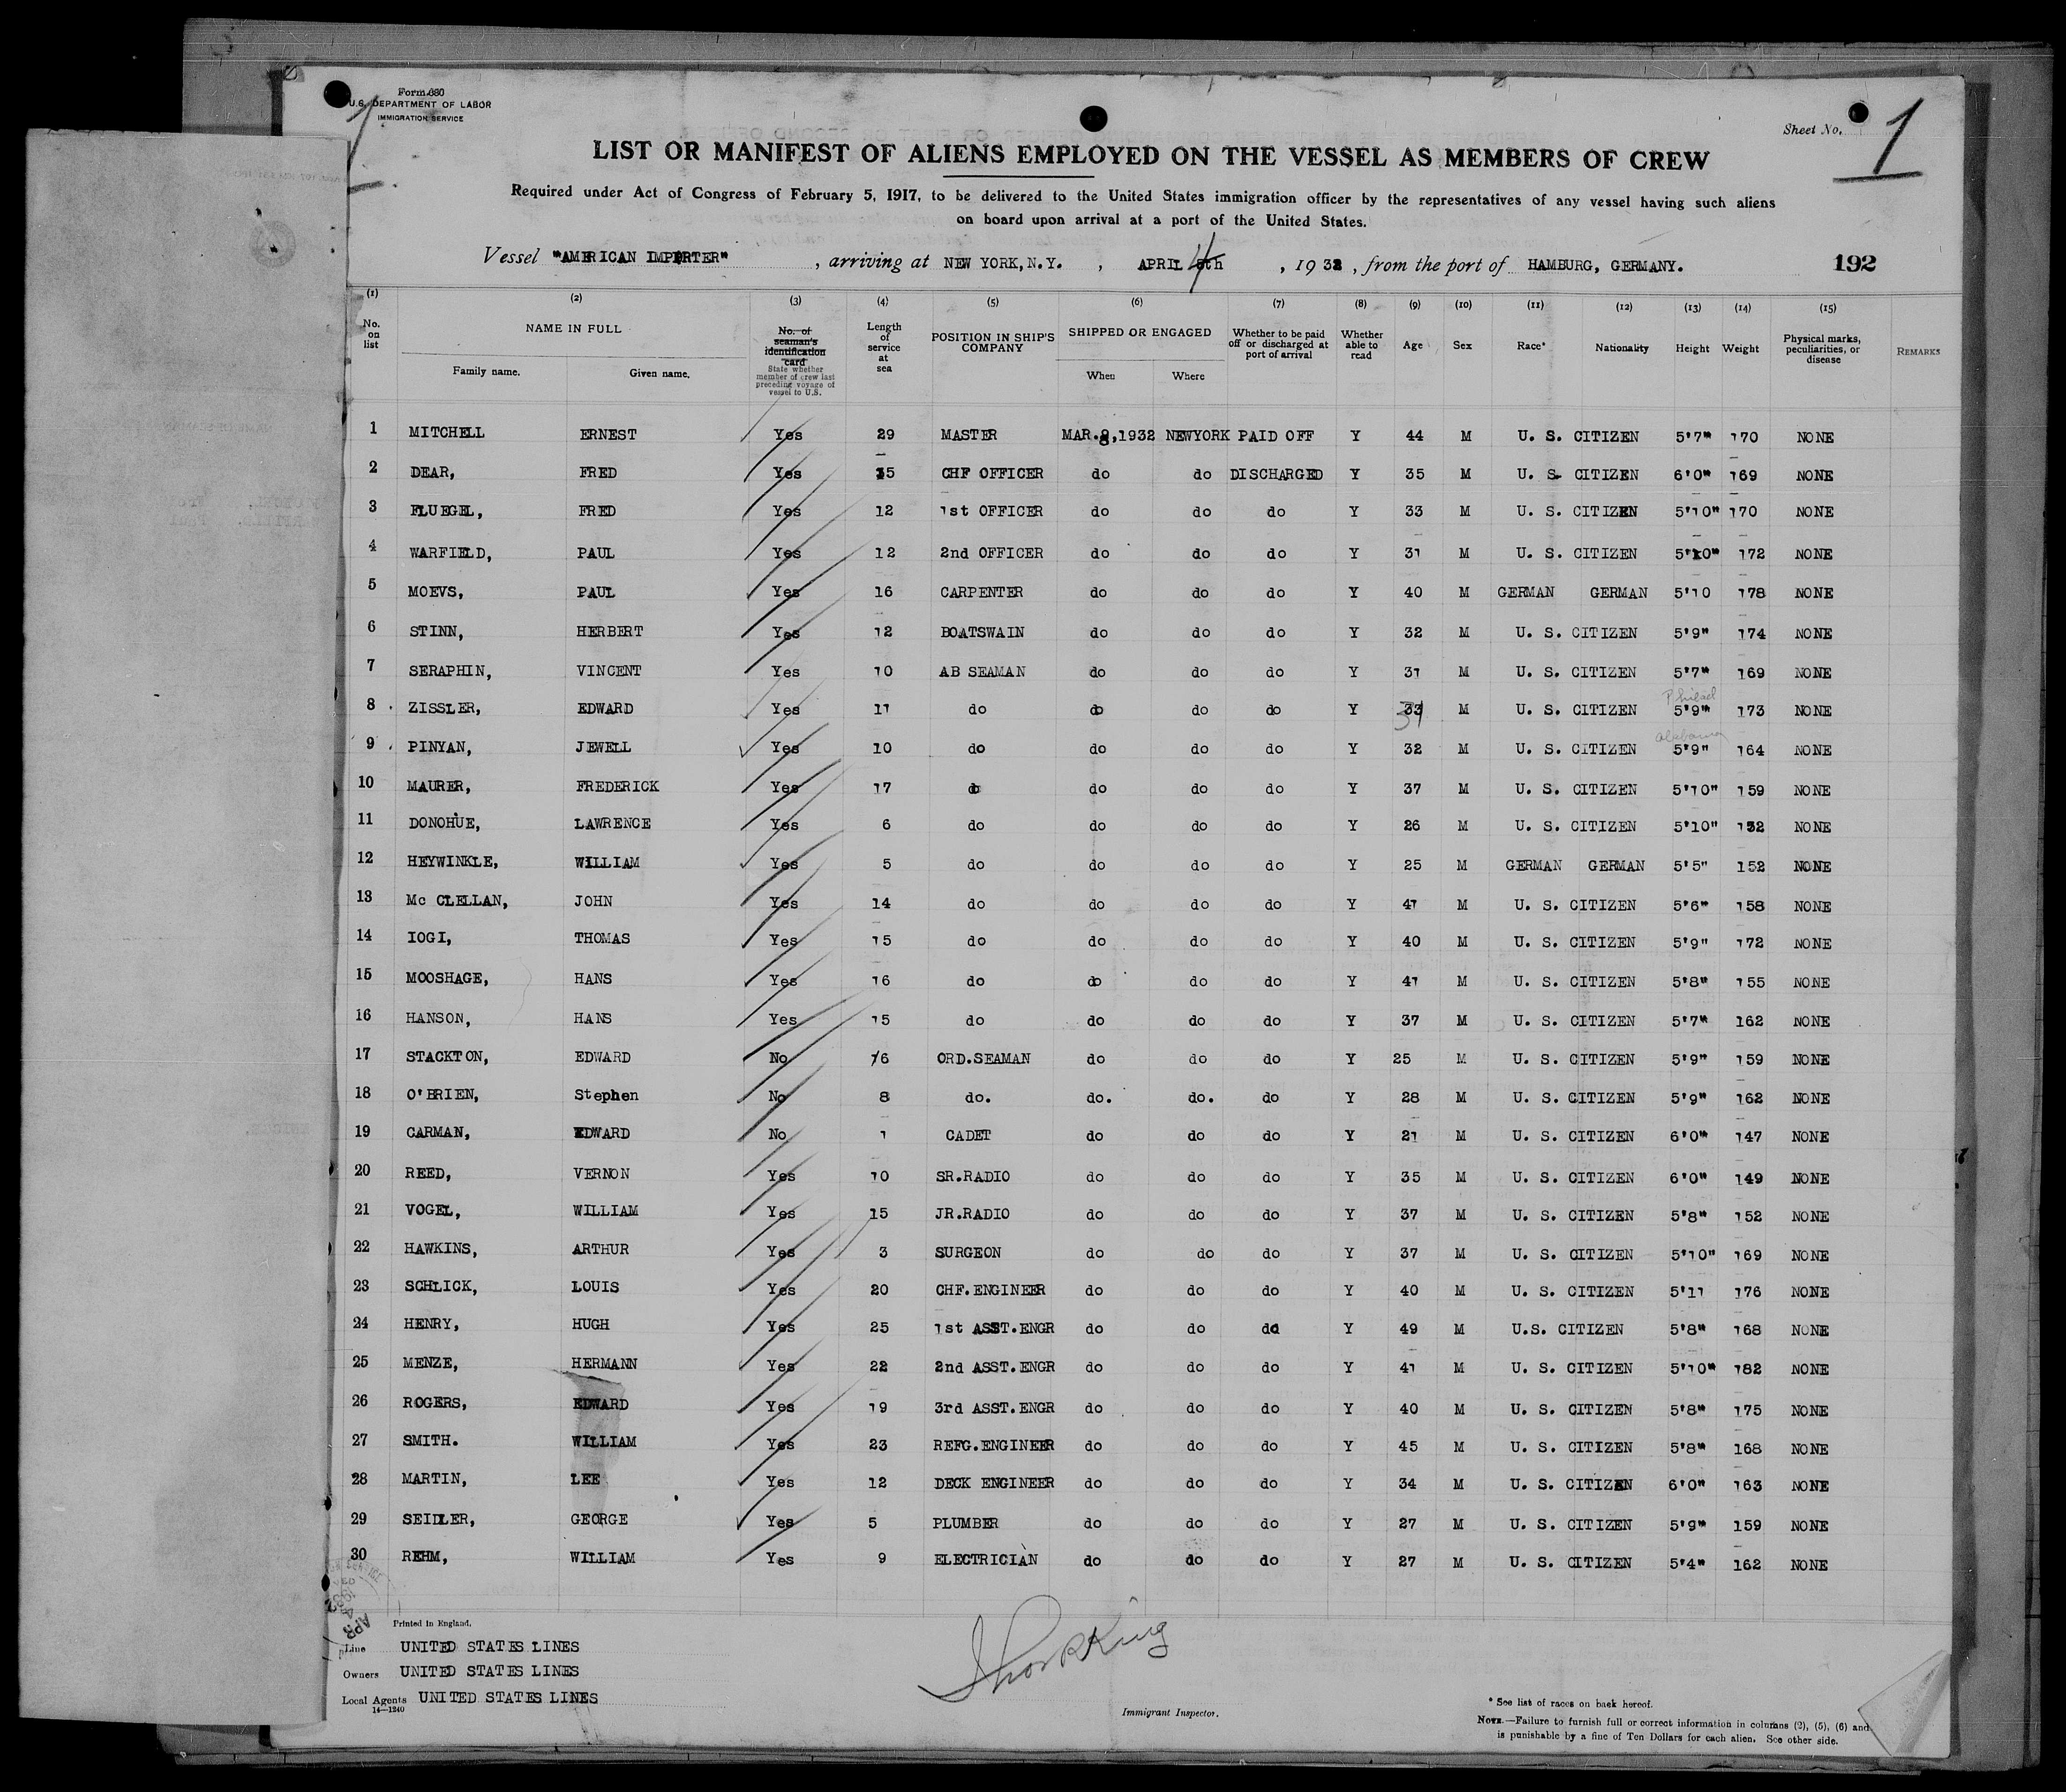 Form 680
U.S. DEPARTMENT OF LABOR
IMMIGRATION SERVICE
Sheet No. 1
LIST OR MANIFEST OF ALIENS EMPLOYED ON THE VESSEL AS MEMBERS OF CREW
Required under Act of Congress of February 5, 1917, to be delivered to the United States immigration officer by the representatives of any vessel having such aliens
on board upon arrival at a port of the United States.
Vessel "AMERICAN IMPORTER", arriving at NEW YORK, N.Y., APRIL 4 5th, 1932, from the port of HAMBURG, GERMANY. 192
(1) (2) (3) (4) (5) (6) (7) (8) (9) (10) (11) (12) (13) (14) (15)
No. on list NAME IN FULL Family name. Given name. No. of seaman's identification card State whether member of crew last preceding voyage of vessel to U.S. Length of service at sea POSITION IN SHIP'S COMPANY SHIPPED OR ENGAGED When Where Whether to be paid off or discharged at port of arrival Whether able to read Age Sex Race* Nationality Height Weight Physical marks, peculiarities, or disease REMARKS
1 MITCHELL ERNEST Yes 29 MASTER MAR.8,1932 NEWYORK PAID OFF Y 44 M U. S. CITIZEN 5'7" 170 NONE
2 DEAR, FRED Yes 15 CHF OFFICER do do DISCHARGED Y 35 M U. S. CITIZEN 6'0" 169 NONE
3 FLUEGEL, FRED Yes 12 1st OFFICER do do do Y 33 M U. S. CITIZEN 5'10" 170 NONE
4 WARFIELD, PAUL Yes 12 2nd OFFICER do do do Y 31 M U. S. CITIZEN 5'10" 172 NONE
5 MOEVS, PAUL Yes 16 CARPENTER do do do Y 40 M GERMAN GERMAN 5'10 178 NONE
6 STINN, HERBERT Yes 12 BOATSWAIN do do do Y 32 M U. S. CITIZEN 5'9" 174 NONE
7 SERAPHIN, VINCENT Yes 10 AB SEAMAN do do do Y 31 M U. S. CITIZEN 5'7" 169 NONE
8 ZISSLER, EDWARD Yes 11 do do do do Y 33 31 M U. S. CITIZEN Philael 5'9" 173 NONE
9 PINYAN, JEWELL Yes 10 do do do do Y 32 M U. S. CITIZEN alabama 5'9" 164 NONE
10 MAURER, FREDERICK Yes 17 do do do do Y 37 M U. S. CITIZEN 5'10" 159 NONE
11 DONOHUE, LAWRENCE Yes 6 do do do do Y 26 M U. S. CITIZEN 5'10" 132 NONE
12 HEYWINKLE, WILLIAM Yes 5 do do do do Y 25 M GERMAN GERMAN 5'5" 152 NONE
13 Mc CLELLAN, JOHN Yes 14 do do do do Y 41 M U. S. CITIZEN 5'6" 158 NONE
14 IOGI, THOMAS Yes 15 do do do do Y 40 M U. S. CITIZEN 5'9" 172 NONE
15 MOOSHAGE, HANS Yes 16 do do do do Y 41 M U. S. CITIZEN 5'8" 155 NONE
16 HANSON, HANS Yes 15 do do do do Y 37 M U. S. CITIZEN 5'7" 162 NONE
17 STACKTON, EDWARD No 6 ORD.SEAMAN do do do Y 25 M U. S. CITIZEN 5'9" 159 NONE
18 O'BRIEN, Stephen No 8 do. do. do. do Y 28 M U. S. CITIZEN 5'9" 162 NONE
19 CARMAN, EDWARD No 1 CADET do do do Y 21 M U. S. CITIZEN 6'0" 147 NONE
20 REED, VERNON Yes 10 SR.RADIO do do do Y 35 M U. S. CITIZEN 6'0" 149 NONE
21 VOGEL, WILLIAM Yes 15 JR.RADIO do do do Y 37 M U. S. CITIZEN 5'8" 152 NONE
22 HAWKINS, ARTHUR Yes 3 SURGEON do do do Y 37 M U. S. CITIZEN 5'10" 169 NONE
23 SCHLICK, LOUIS Yes 20 CHF.ENGINEER do do do Y 40 M U. S. CITIZEN 5'11 176 NONE
24 HENRY, HUGH Yes 25 1st ASST.ENGR do do do Y 49 M U.S. CITIZEN 5'8" 168 NONE
25 MENZE, HERMANN Yes 22 2nd ASST.ENGR do do do Y 41 M U. S. CITIZEN 5'10" 182 NONE
26 ROGERS, EDWARD Yes 19 3rd ASST.ENGR do do do Y 40 M U. S. CITIZEN 5'8" 175 NONE
27 SMITH. WILLIAM Yes 23 REFG.ENGINEER do do do Y 45 M U. S. CITIZEN 5'8" 168 NONE
28 MARTIN, LEE Yes 12 DECK ENGINEER do do do Y 34 M U. S. CITIZEN 6'0" 163 NONE
29 SEIDLER, GEORGE Yes 5 PLUMBER do do do Y 27 M U. S. CITIZEN 5'9" 159 NONE
30 REHM, WILLIAM Yes 9 ELECTRICIAN do do do Y 27 M U. S. CITIZEN 5'4" 162 NONE
Printed in England.
Line UNITED STATES LINES
Owners UNITED STATES LINES
Local Agents UNITED STATES LINES
14—1240
Immigrant Inspector.
* See list of races on back hereof.
NOTE.—Failure to furnish full or correct information in columns (2), (5), (6) and
is punishable by a fine of Ten Dollars for each alien. See other side.